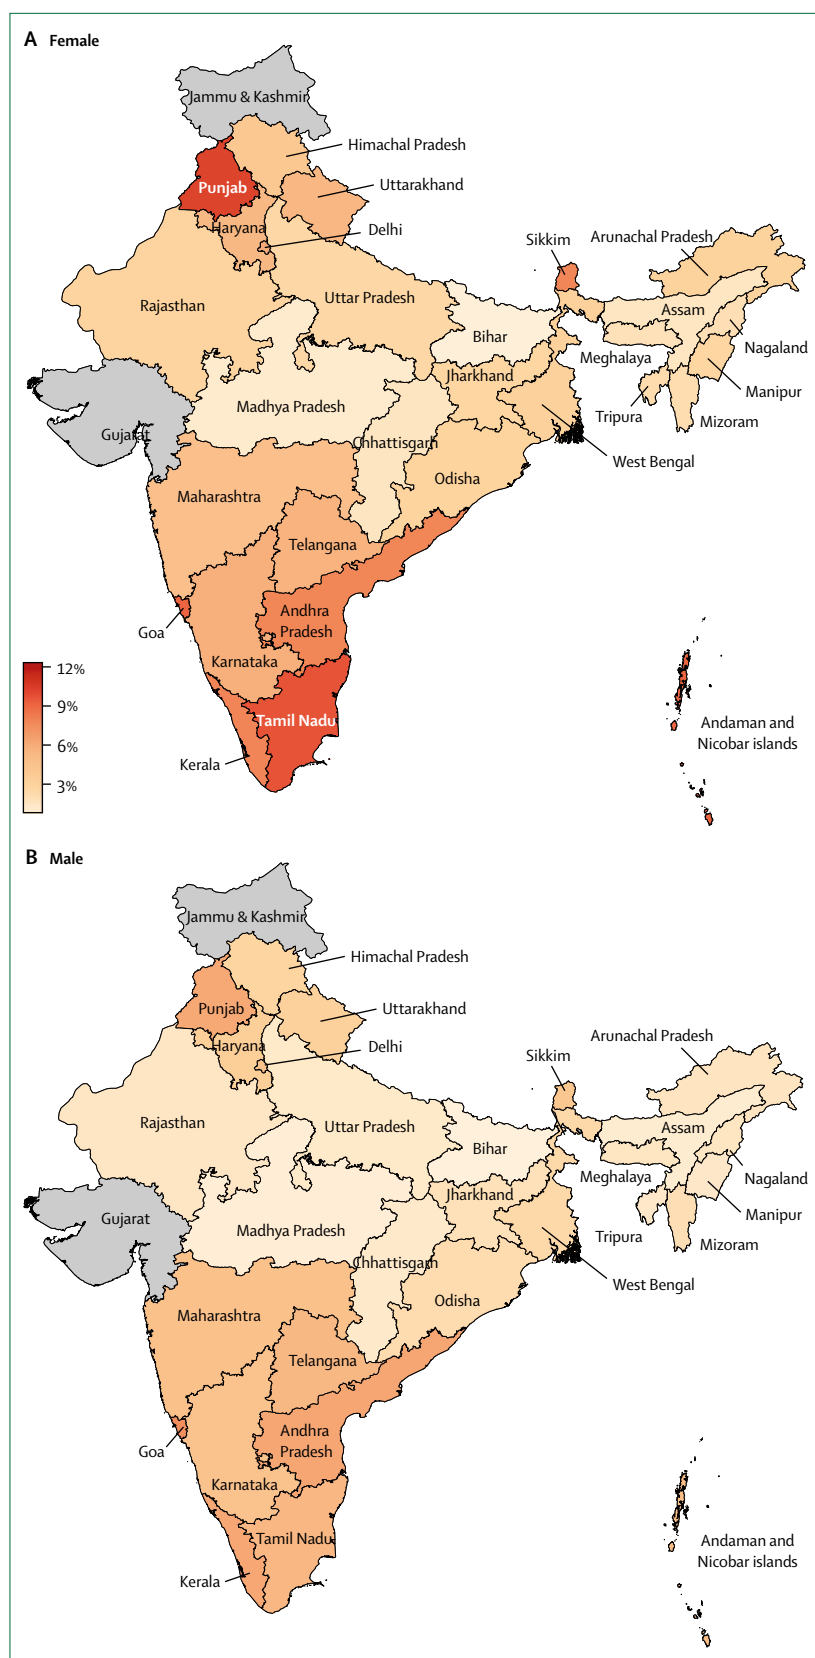 A Female
Jammu & Kashmir
Himachal Pradesh
Punjab
Uttarakhand
Haryana
Delhi
Sikkim
Arunachal Pradesh
Rajasthan
Uttar Pradesh
Assam
Bihar
Nagaland
Meghalaya
Jharkhand
Manipur
Gujarat
Madhya Pradesh
Tripura
Mizoram
Chhattisgarh
West Bengal
Odisha
Maharashtra
Telangana
Goa
Andhra
Pradesh
Karnataka
12%
9%
6%
3%
Tamil Nadu
Andaman and
Nicobar islands
Kerala
B Male
Jammu & Kashmir
Himachal Pradesh
Punjab
Uttarakhand
Haryana
Delhi
Sikkim
Arunachal Pradesh
Rajasthan
Uttar Pradesh
Assam
Bihar
Nagaland
Meghalaya
Jharkhand
Manipur
Gujarat
Madhya Pradesh
Tripura
Mizoram
Chhattisgarh
West Bengal
Odisha
Maharashtra
Telangana
Goa
Andhra
Pradesh
Karnataka
Tamil Nadu
Andaman and
Nicobar islands
Kerala